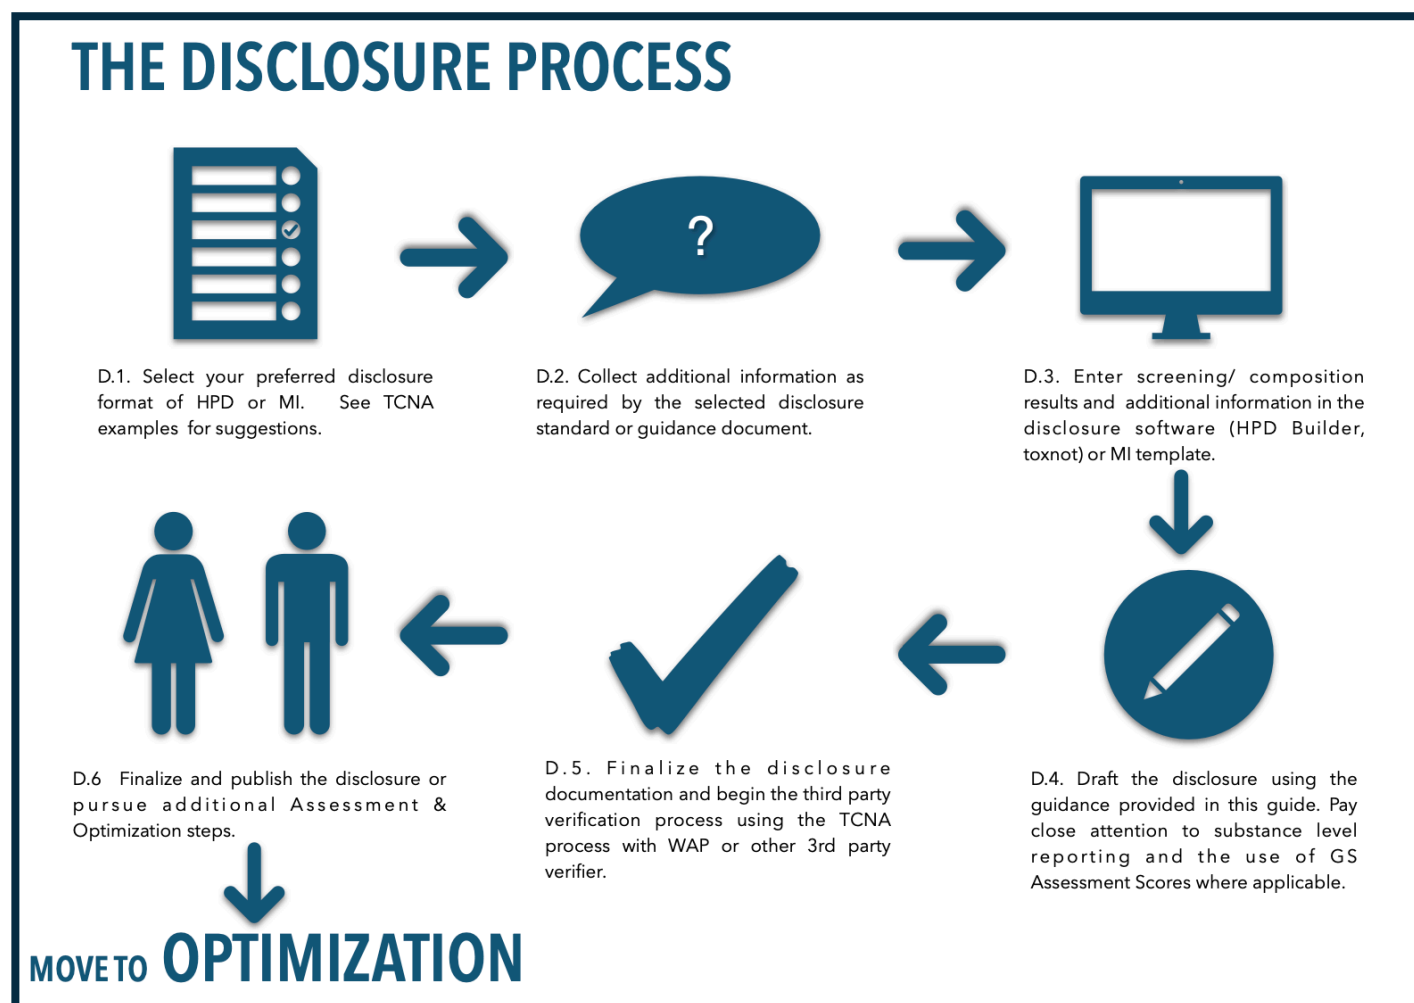 THE DISCLOSURE PROCESS
?
D.1. Select your preferred disclosure
format of HPD or MI. See TCNA
examples for suggestions.
D.2. Collect additional information as
required by the selected disclosure
standard or guidance document.
D.3. Enter screening/ composition
results and additional information in the
disclosure software (HPD Builder,
toxnot) or MI template.
D.4. Draft the disclosure using the
guidance provided in this guide. Pay
close attention to substance level
reporting and the use of GS
Assessment Scores where applicable.
D.5. Finalize the disclosure
documentation and begin the third party
verification process using the TCNA
process with WAP or other 3rd party
verifier.
D.6 Finalize and publish the disclosure or
pursue additional Assessment &
Optimization steps.
MOVE TO OPTIMIZATION